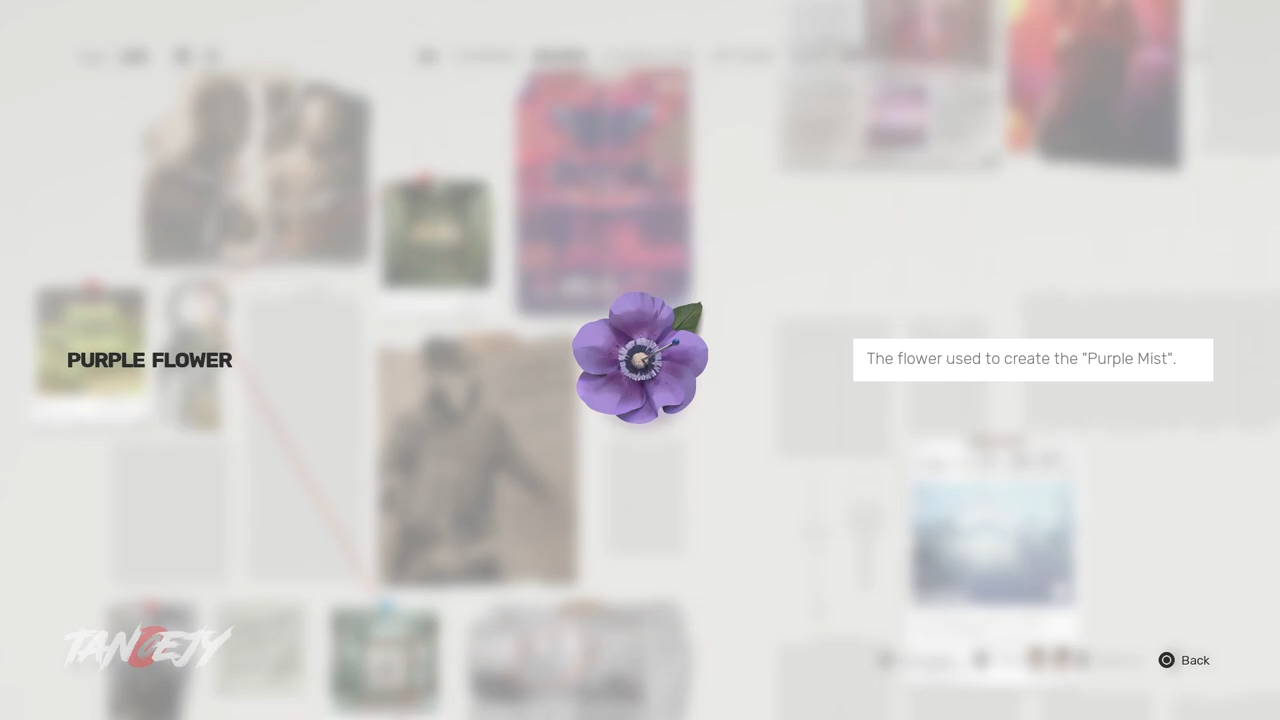 PURPLE FLOWER
The flower used to create the "Purple Mist".
TANGEJY
Back